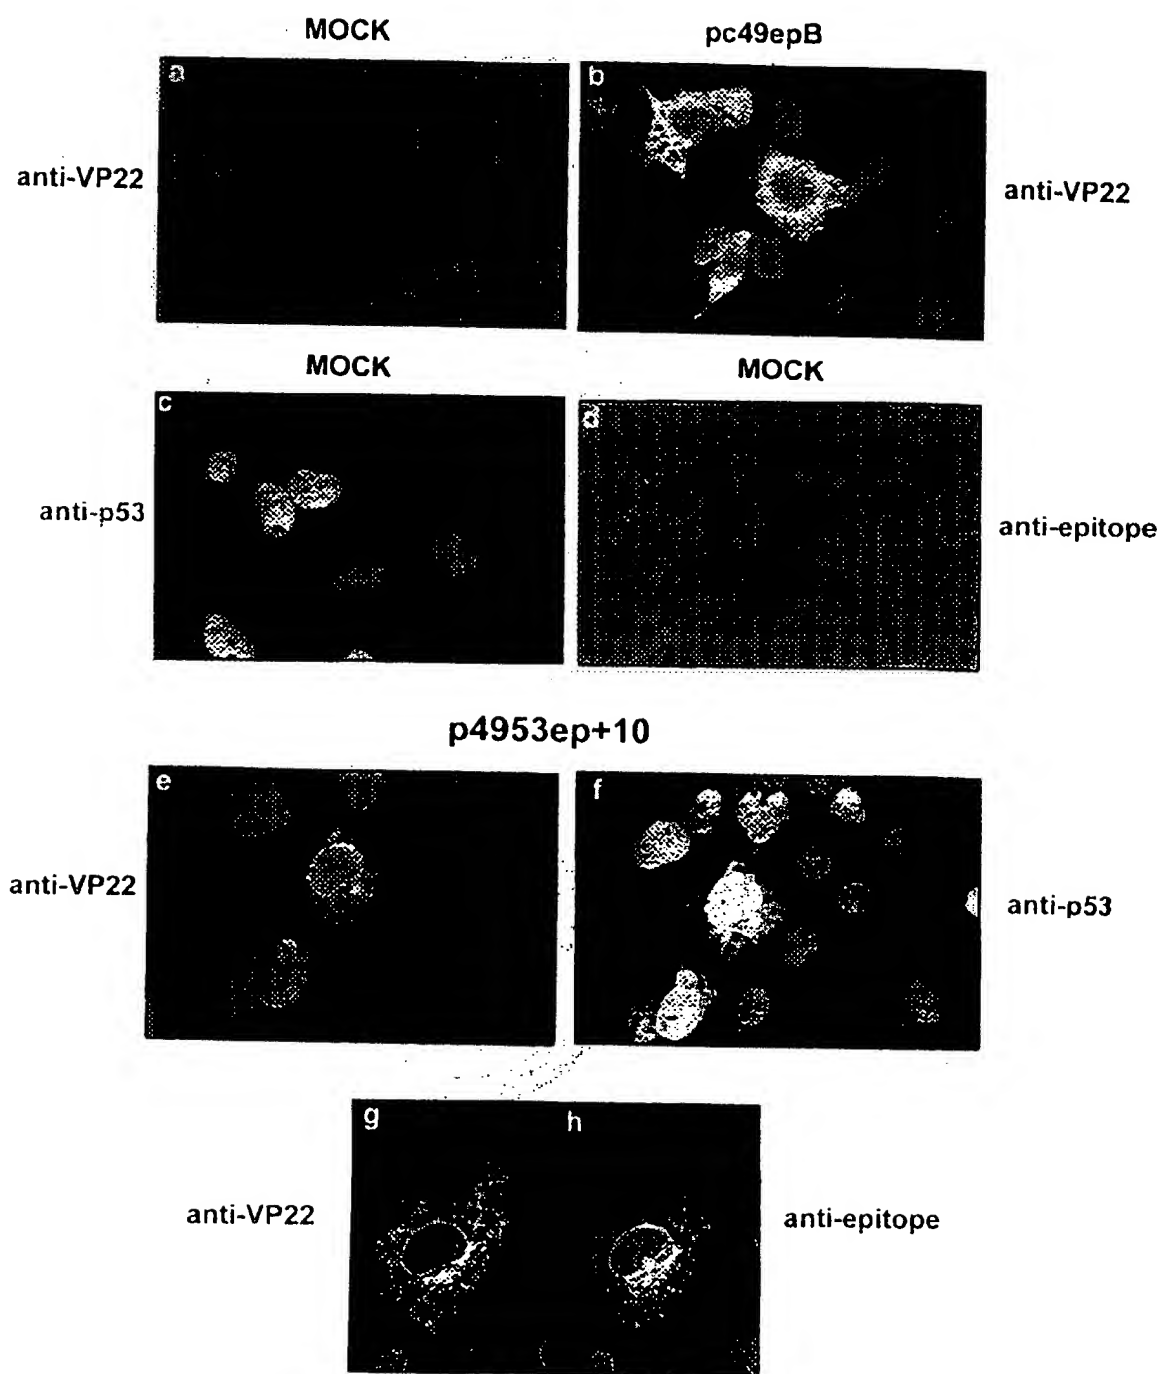 MOCK pc49epB
a b
anti-VP22 anti-VP22
MOCK MOCK
c d
anti-p53 anti-epitope
p4953ep+10
e f
anti-VP22 anti-p53
g h
anti-VP22 anti-epitope